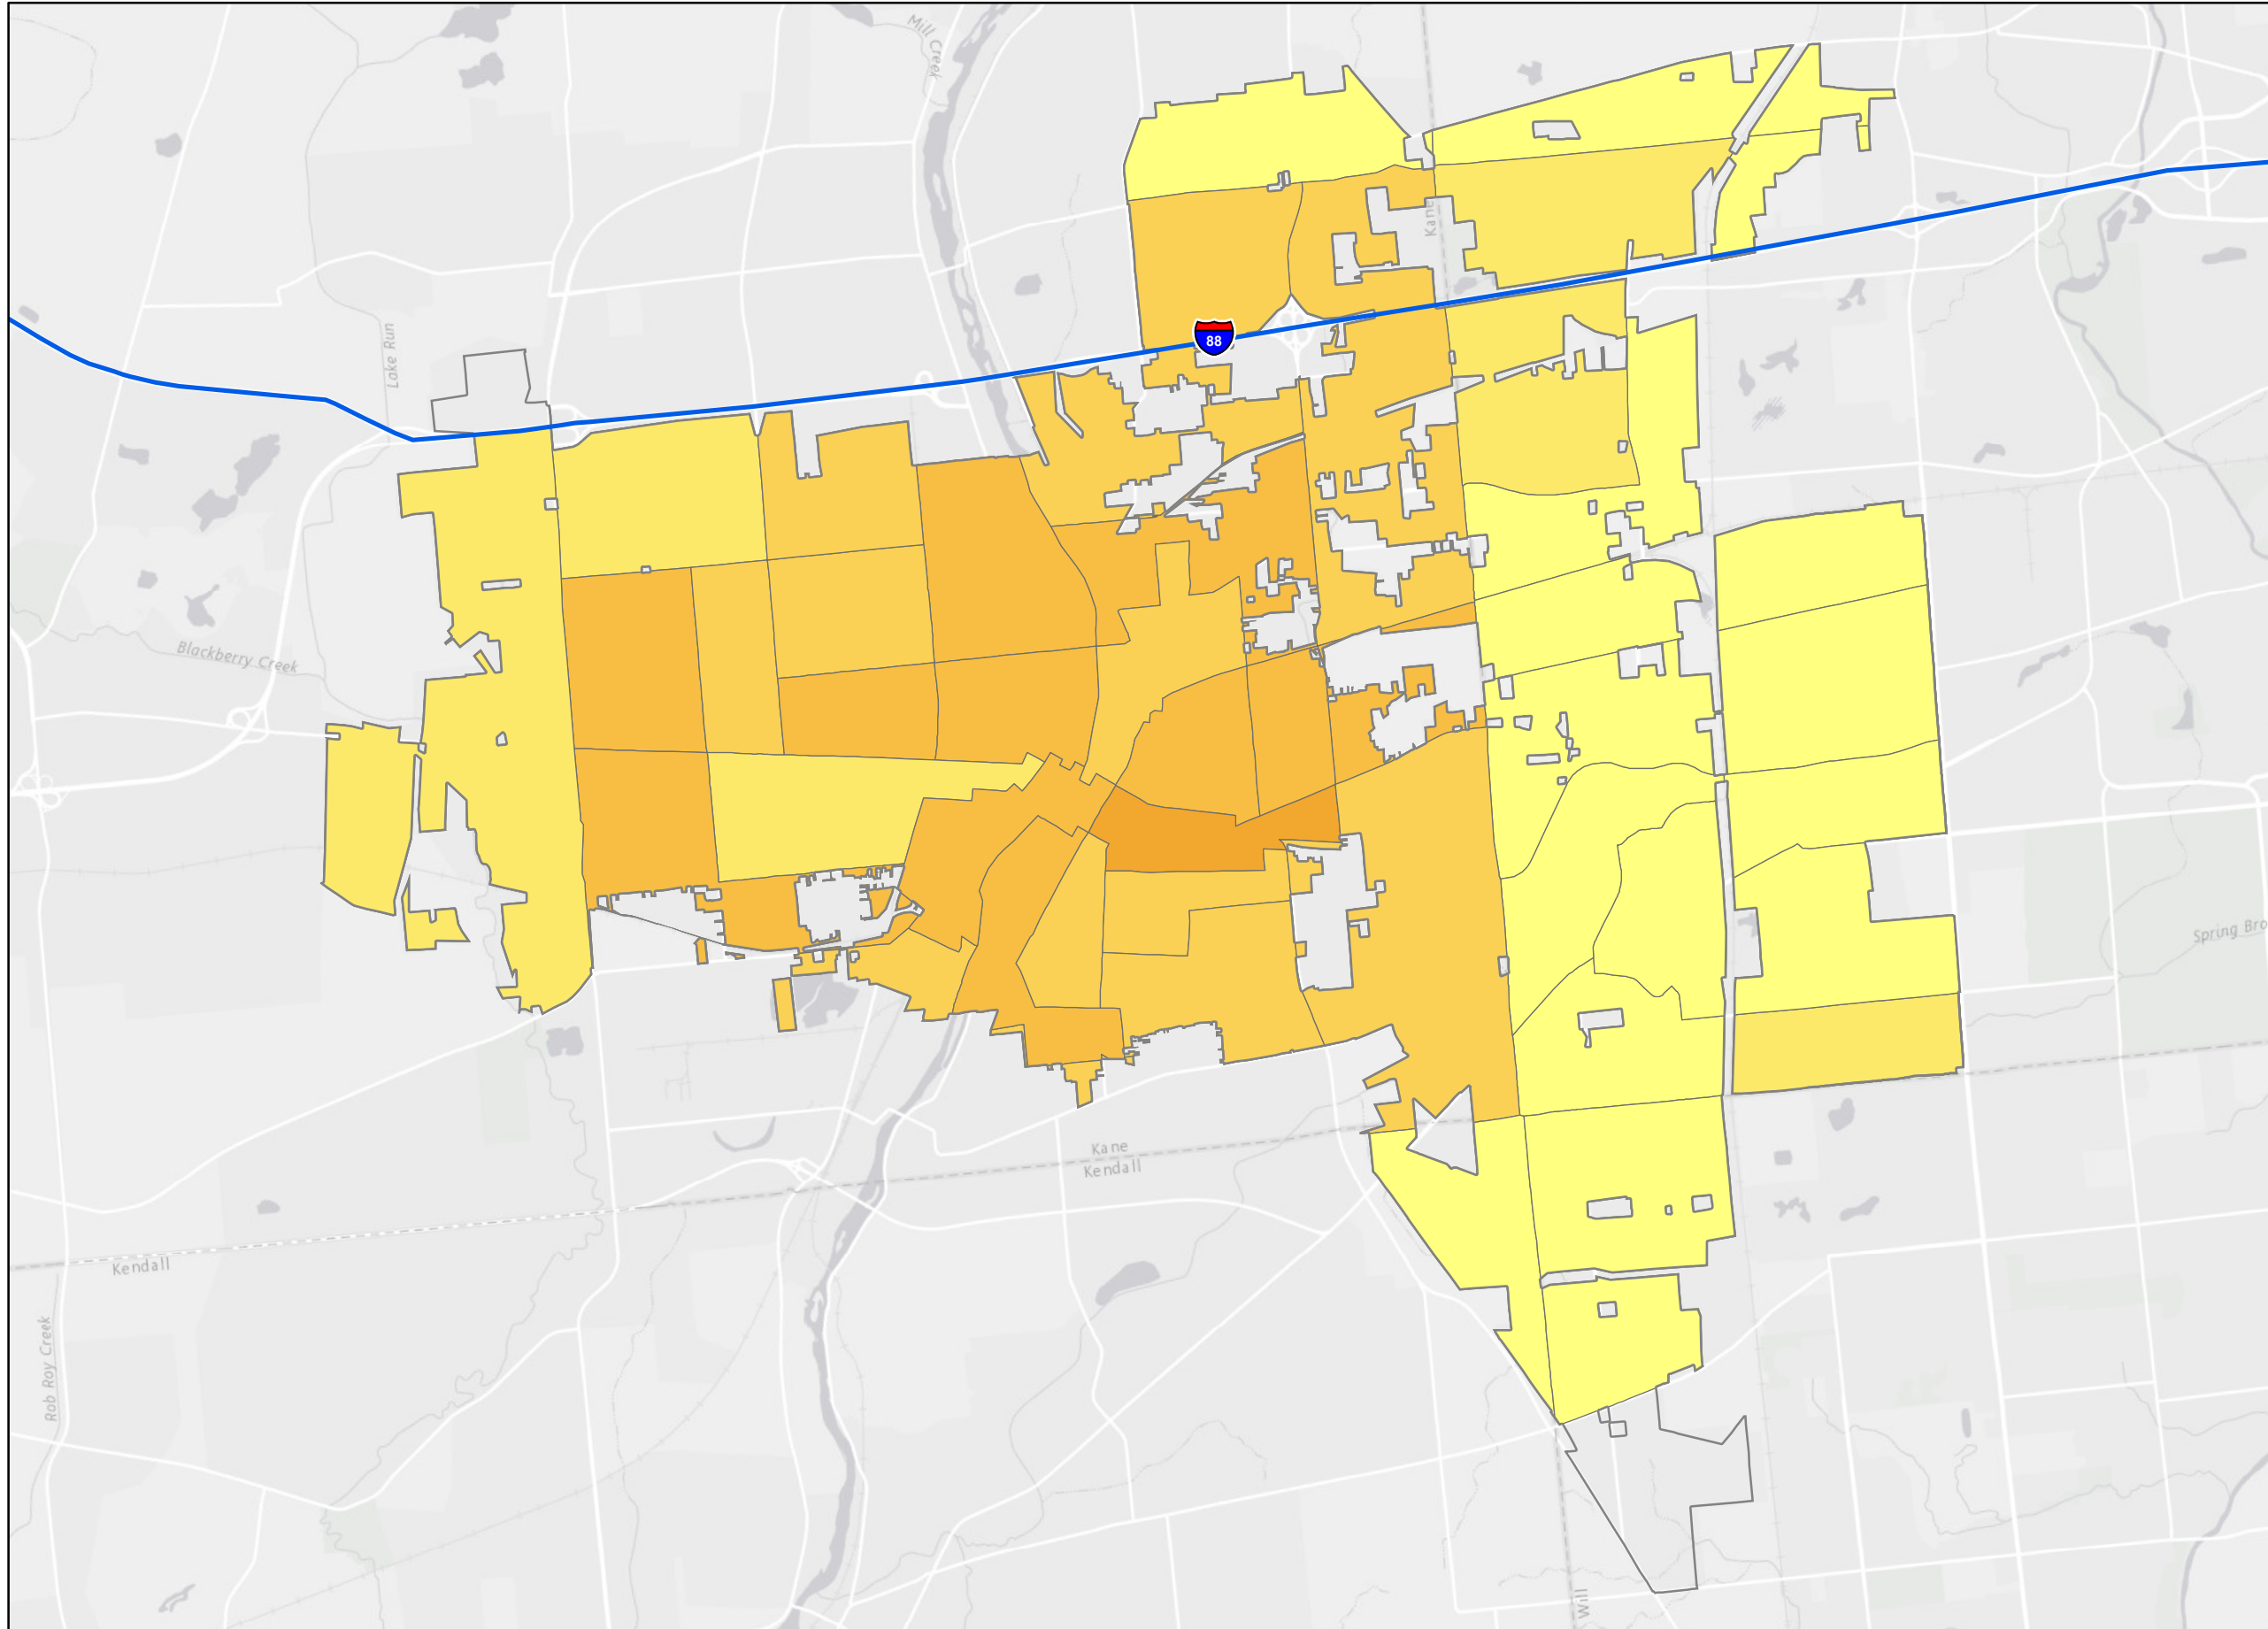 Mill Creek
Kane
Lake Run
88
Blackberry Creek
Spring Bro
Kane
Kendall
Kendall
Rob Roy Creek
Will